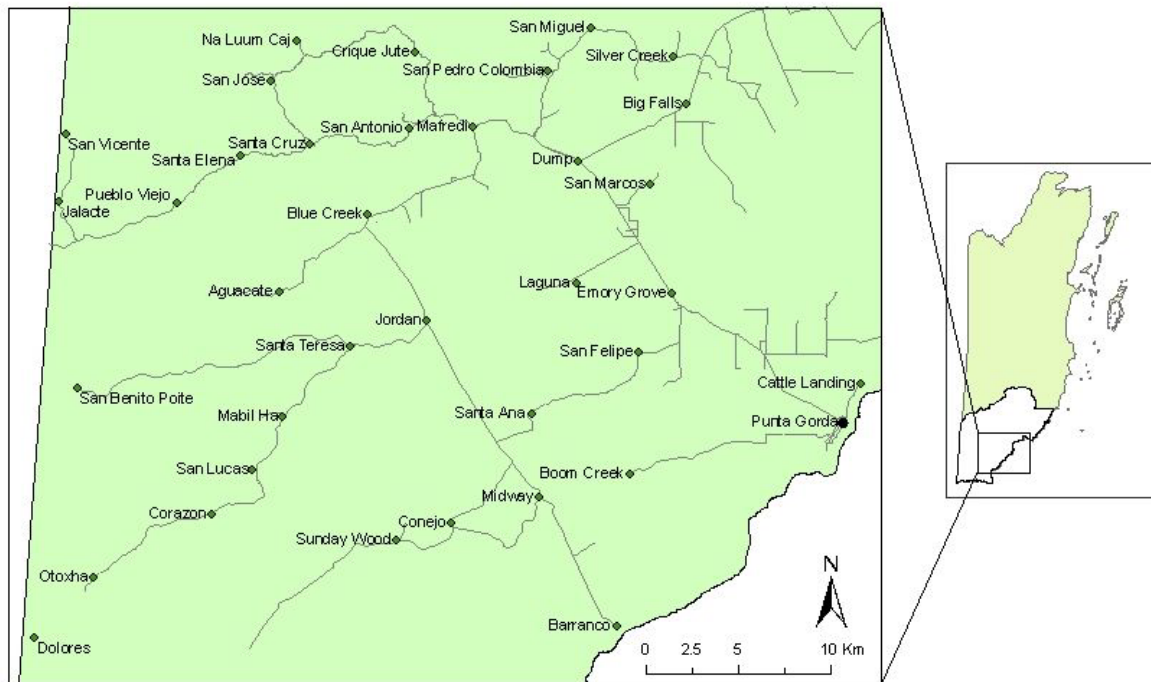 San Miguel
Na Luum Caj
Crique Jute
Silver Creek
San Pedro Colombia
San Jose
Big Falls
San Antonio
Mafredi
San Vicente
Santa Cruz
Santa Elena
Dump
San Marcos
Pueblo Viejo
Jalacte
Blue Creek
Laguna
Aguacate
Emory Grove
Jordan
Santa Teresa
San Felipe
Cattle Landing
San Benito Poite
Mabil Ha
Santa Ana
Punta Gorda
San Lucas
Boom Creek
Midway
Corazon
Conejo
Sunday Wood
N
Otoxha
Barranco
Dolores
0 2.5 5 10 Km